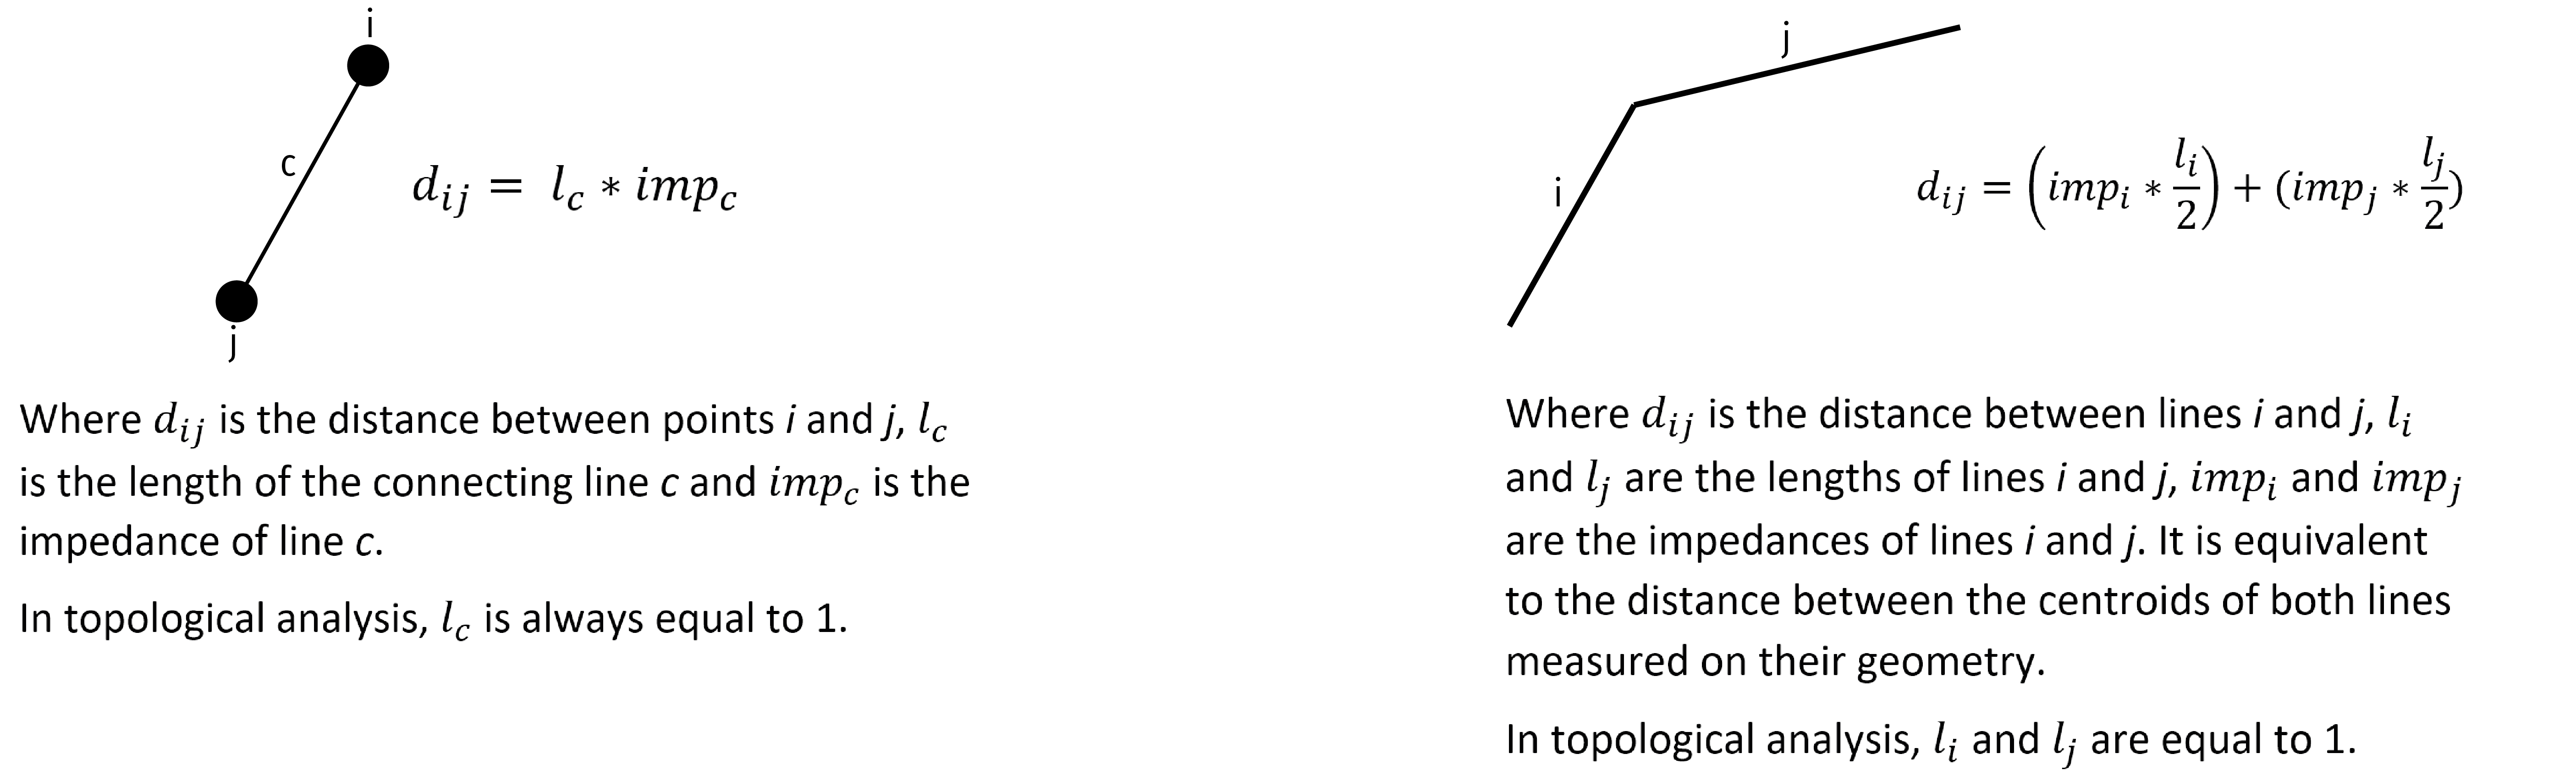 i
c
j
d_{ij} = l_c * imp_c
Where d_{ij} is the distance between points i and j, l_c
is the length of the connecting line c and imp_c is the
impedance of line c.
In topological analysis, l_c is always equal to 1.
j
i
d_{ij} = (imp_i * \frac{l_i}{2}) + (imp_j * \frac{l_j}{2})
Where d_{ij} is the distance between lines i and j, l_i
and l_j are the lengths of lines i and j, imp_i and imp_j
are the impedances of lines i and j. It is equivalent
to the distance between the centroids of both lines
measured on their geometry.
In topological analysis, l_i and l_j are equal to 1.